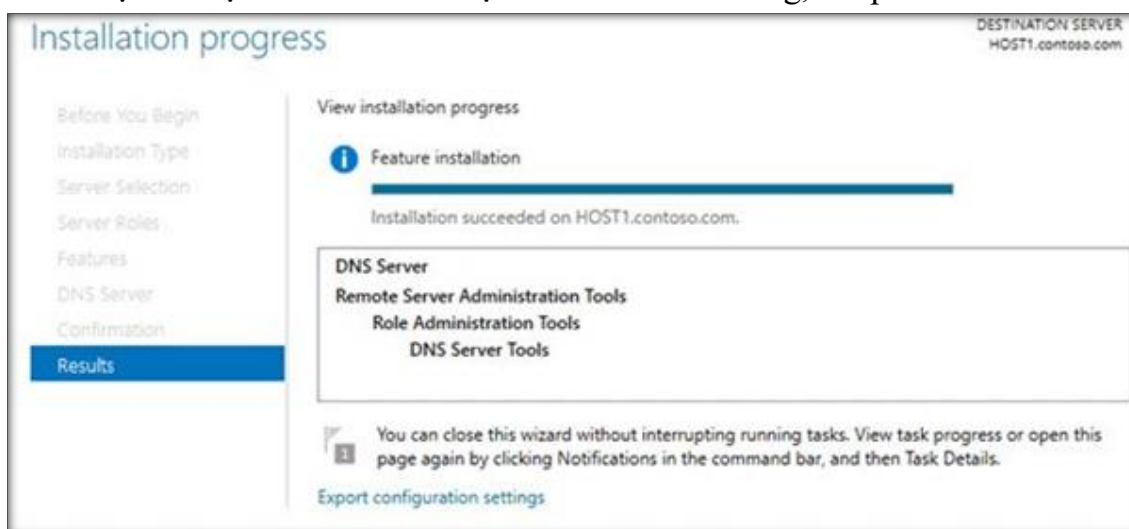 Installation progress
DESTINATION SERVER
HOST1.contoso.com
Before You Begin
Installation Type
Server Selection
Server Roles
Features
DNS Server
Confirmation
Results
View installation progress
Feature installation
Installation succeeded on HOST1.contoso.com.
DNS Server
Remote Server Administration Tools
Role Administration Tools
DNS Server Tools
1
You can close this wizard without interrupting running tasks. View task progress or open this
page again by clicking Notifications in the command bar, and then Task Details.
Export configuration settings